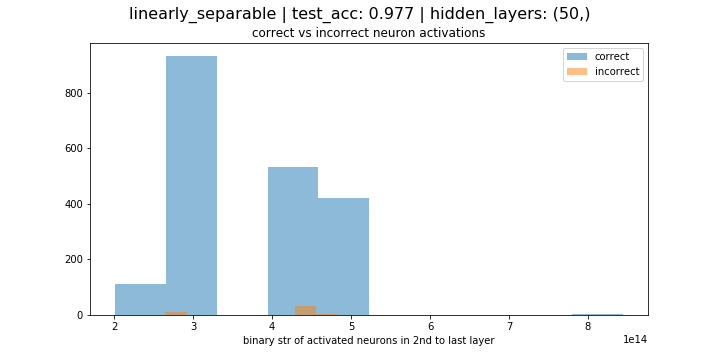 linearly_separable | test_acc: 0.977 | hidden_layers: (50,)
correct vs incorrect neuron activations
correct
incorrect
800
600
400
200
0
2 3 4 5 6 7 8
1e14
binary str of activated neurons in 2nd to last layer